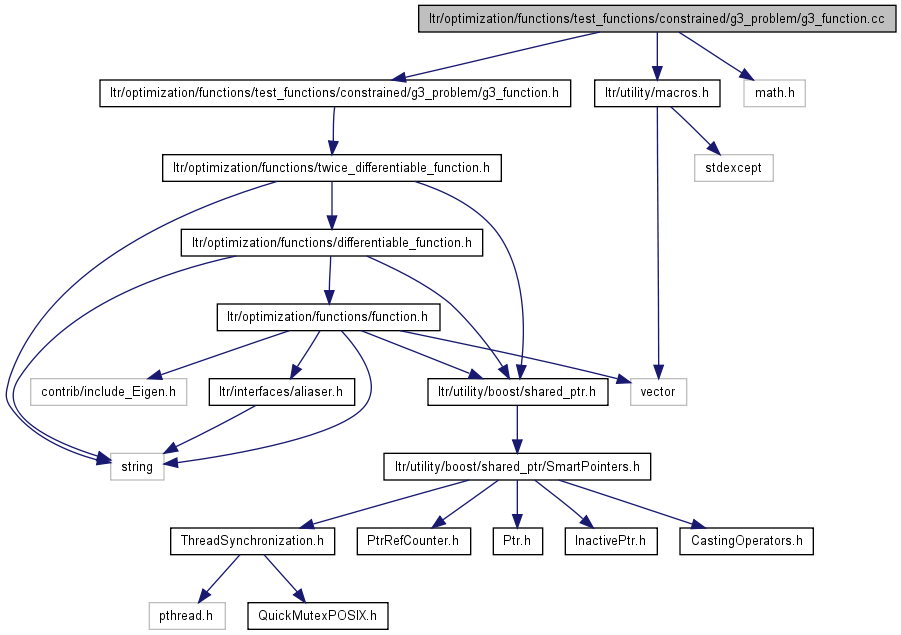 ltr/optimization/functions/test_functions/constrained/g3_problem/g3_function.cc
ltr/optimization/functions/test_functions/constrained/g3_problem/g3_function.h
ltr/utility/macros.h
math.h
ltr/optimization/functions/twice_differentiable_function.h
stdexcept
ltr/optimization/functions/differentiable_function.h
ltr/optimization/functions/function.h
contrib/include_Eigen.h
ltr/interfaces/aliaser.h
ltr/utility/boost/shared_ptr.h
vector
string
ltr/utility/boost/shared_ptr/SmartPointers.h
ThreadSynchronization.h
PtrRefCounter.h
Ptr.h
InactivePtr.h
CastingOperators.h
pthread.h
QuickMutexPOSIX.h